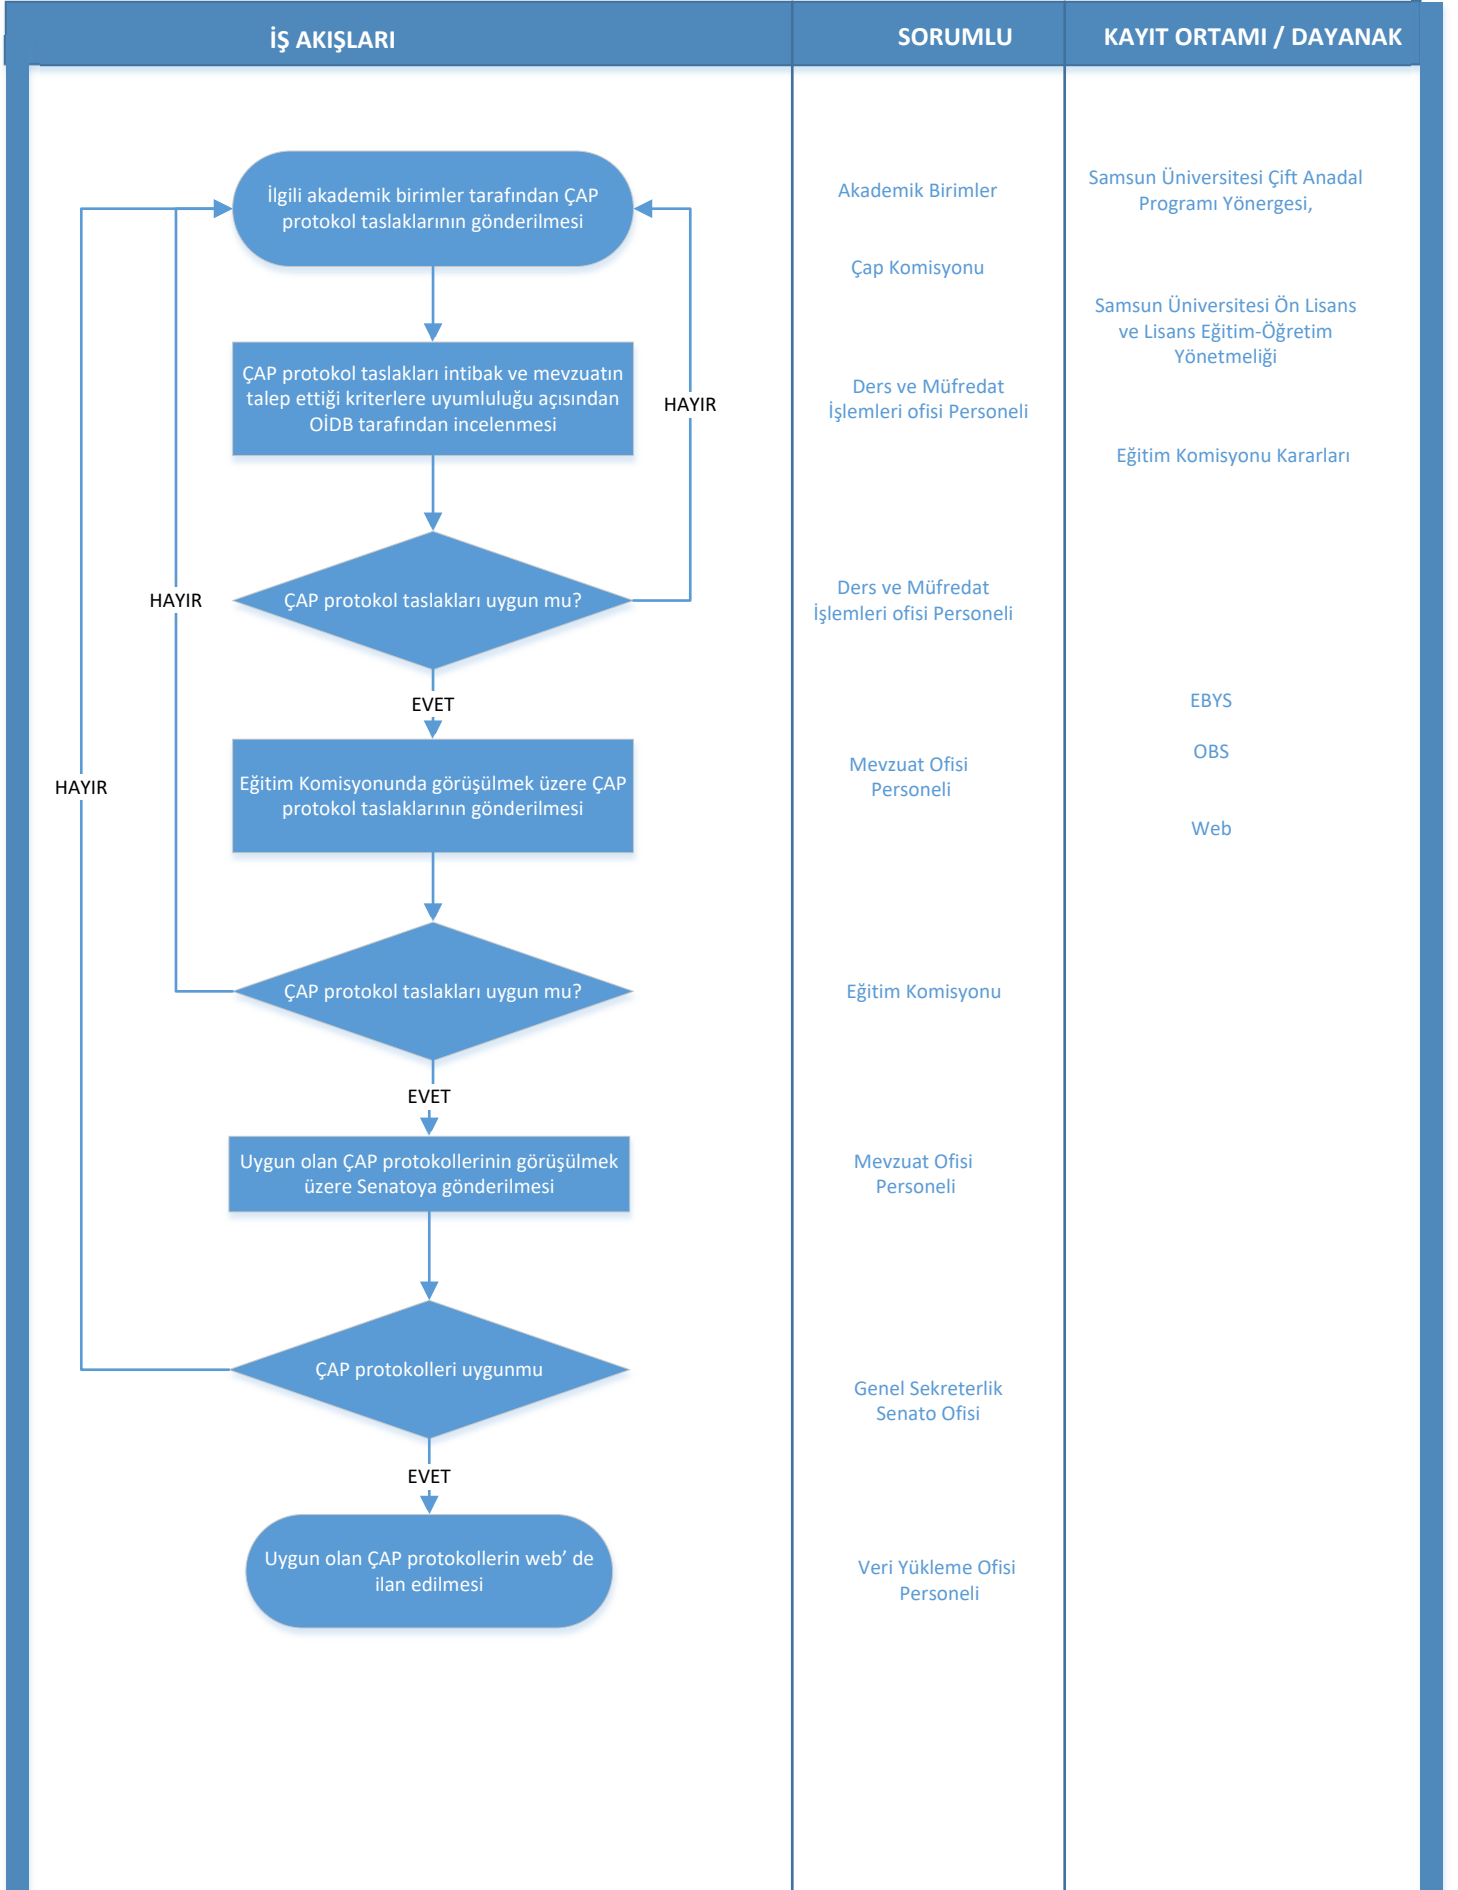 İŞ AKIŞLARI
SORUMLU
KAYIT ORTAMI / DAYANAK
İlgili akademik birimler tarafından ÇAP
protokol taslaklarının gönderilmesi
Akademik Birimler
Samsun Üniversitesi Çift Anadal
Programı Yönergesi,
Çap Komisyonu
Samsun Üniversitesi Ön Lisans
ve Lisans Eğitim-Öğretim
Yönetmeliği
ÇAP protokol taslakları intibak ve mevzuatın
talep ettiği kriterlere uyumluluğu açısından
OİDB tarafından incelenmesi
HAYIR
Ders ve Müfredat
İşlemleri ofisi Personeli
Eğitim Komisyonu Kararları
HAYIR
ÇAP protokol taslakları uygun mu?
Ders ve Müfredat
İşlemleri ofisi Personeli
EVET
EBYS
OBS
HAYIR
Eğitim Komisyonunda görüşülmek üzere ÇAP
protokol taslaklarının gönderilmesi
Mevzuat Ofisi
Personeli
Web
ÇAP protokol taslakları uygun mu?
Eğitim Komisyonu
EVET
Uygun olan ÇAP protokollerinin görüşülmek
üzere Senatoya gönderilmesi
Mevzuat Ofisi
Personeli
ÇAP protokolleri uygunmu
Genel Sekreterlik
Senato Ofisi
EVET
Uygun olan ÇAP protokollerin web’ de
ilan edilmesi
Veri Yükleme Ofisi
Personeli